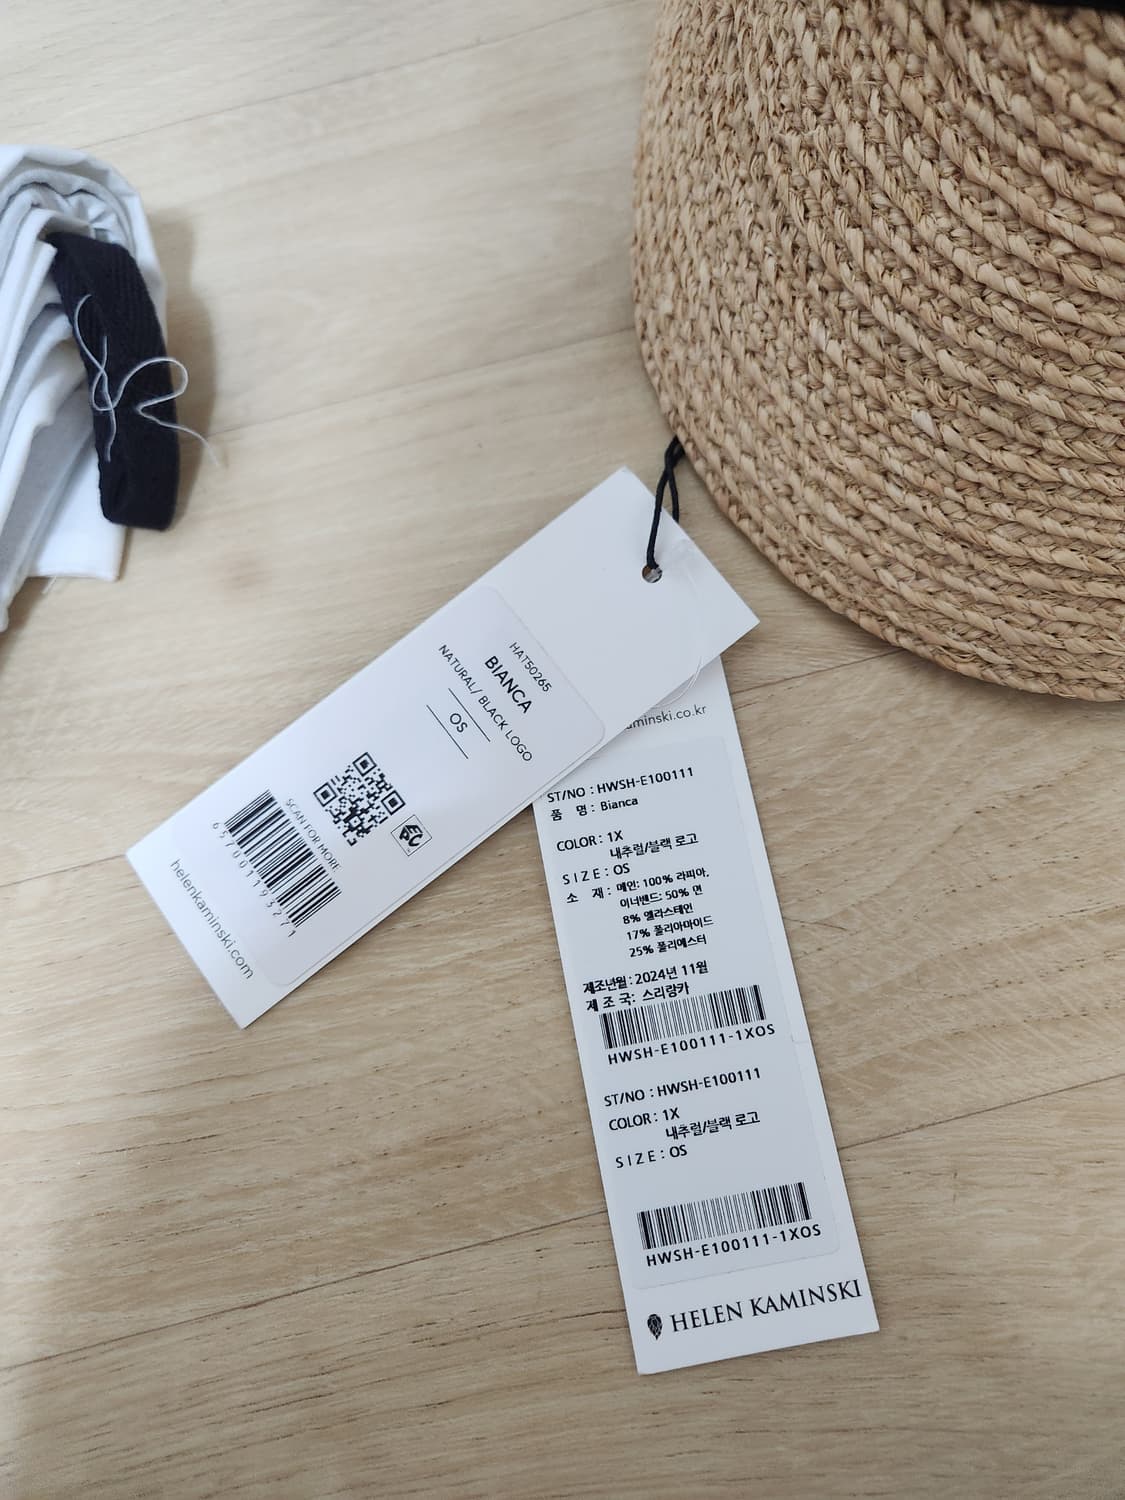 HAT50265
BIANCA
NATURAL/ BLACK LOGO
OS
SCAN FOR MORE
helenkaminski.com
aminski.co.kr
ST/NO : HWSH-E100111
품 명 : Bianca
COLOR : 1X
내추럴/블랙 로고
SIZE : OS
소 재 : 메인: 100% 라피아,
이너밴드: 50% 면
8% 엘라스테인
17% 폴리아마이드
25% 폴리에스터
제조년월 : 2024년 11월
제 조 국 : 스리랑카
HWSH-E100111-1XOS
ST/NO : HWSH-E100111
COLOR : 1X
내추럴/블랙 로고
SIZE : OS
HWSH-E100111-1XOS
HELEN KAMINSKI